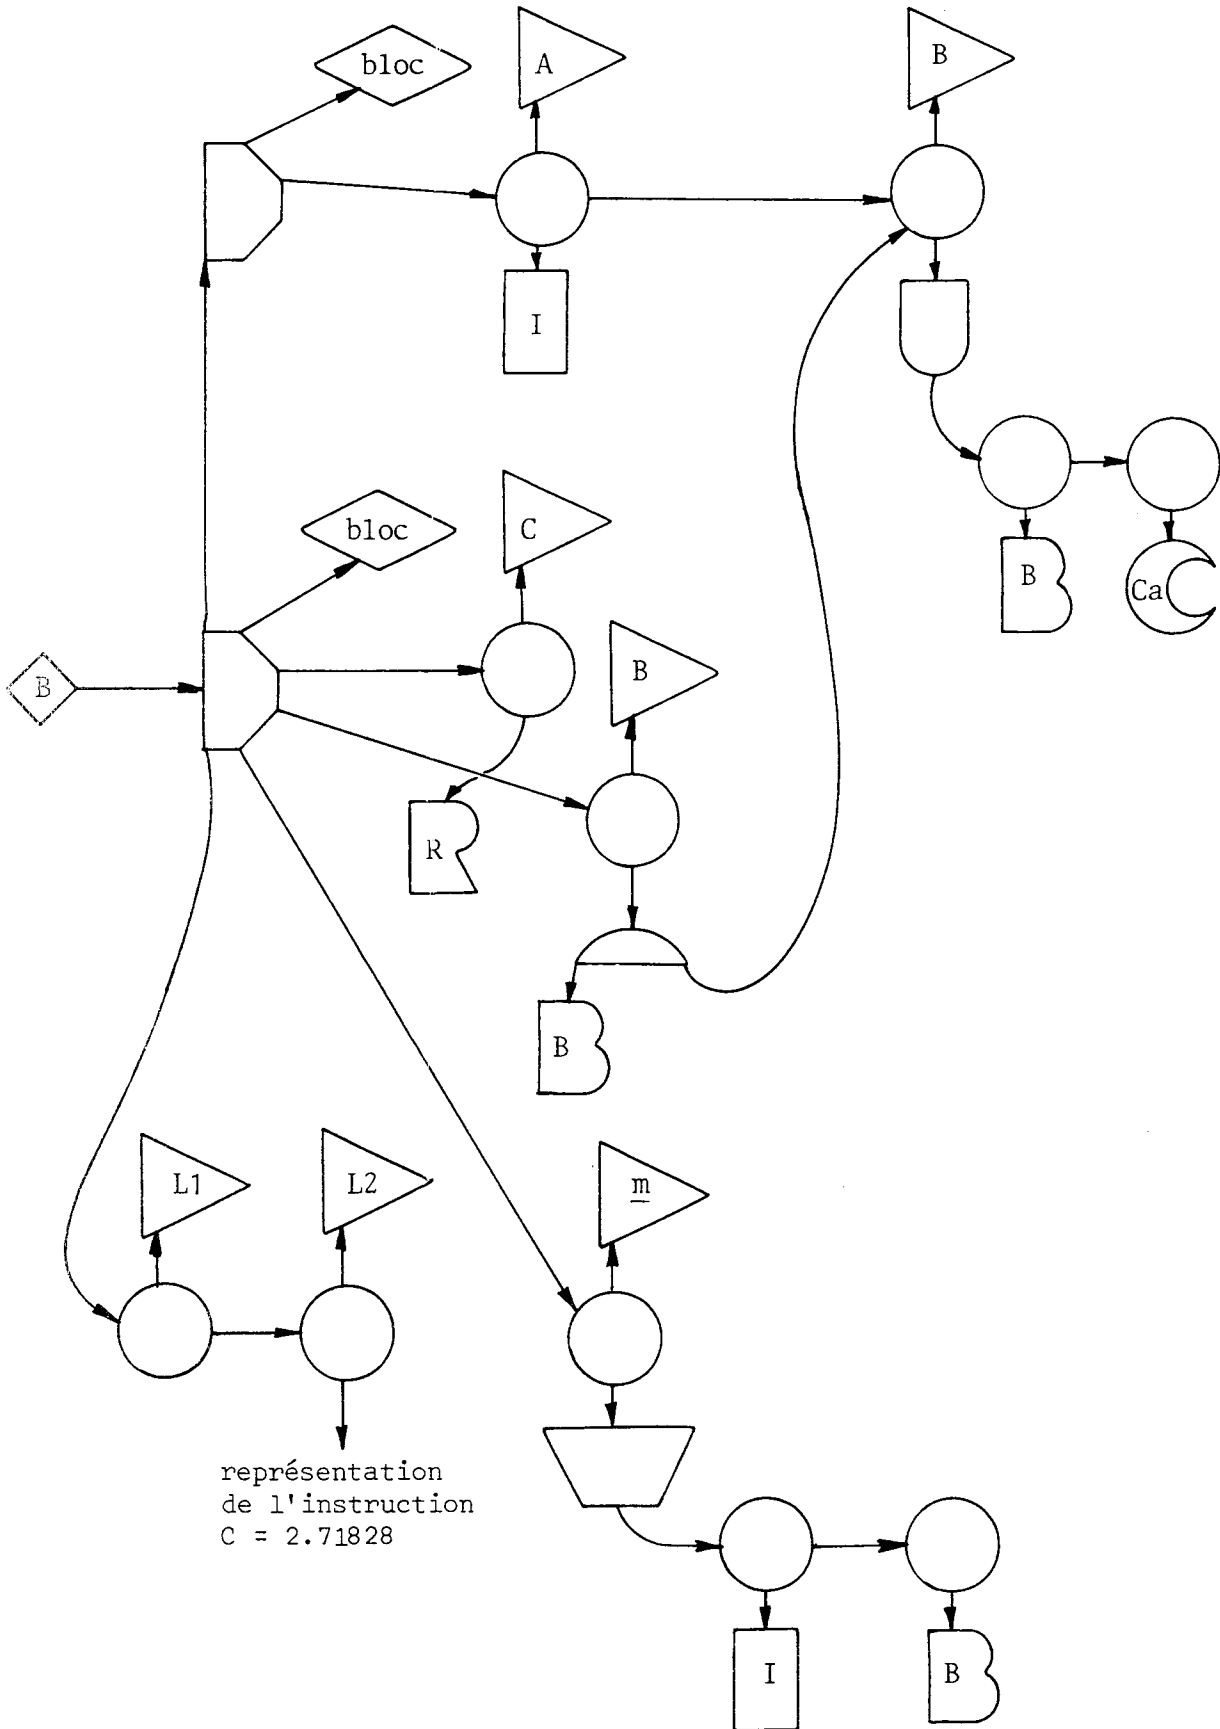 bloc
A
B
I
bloc
C
B
Ca
B
B
R
B
L1
L2
m
représentation
de l'instruction
C = 2.71828
I
B